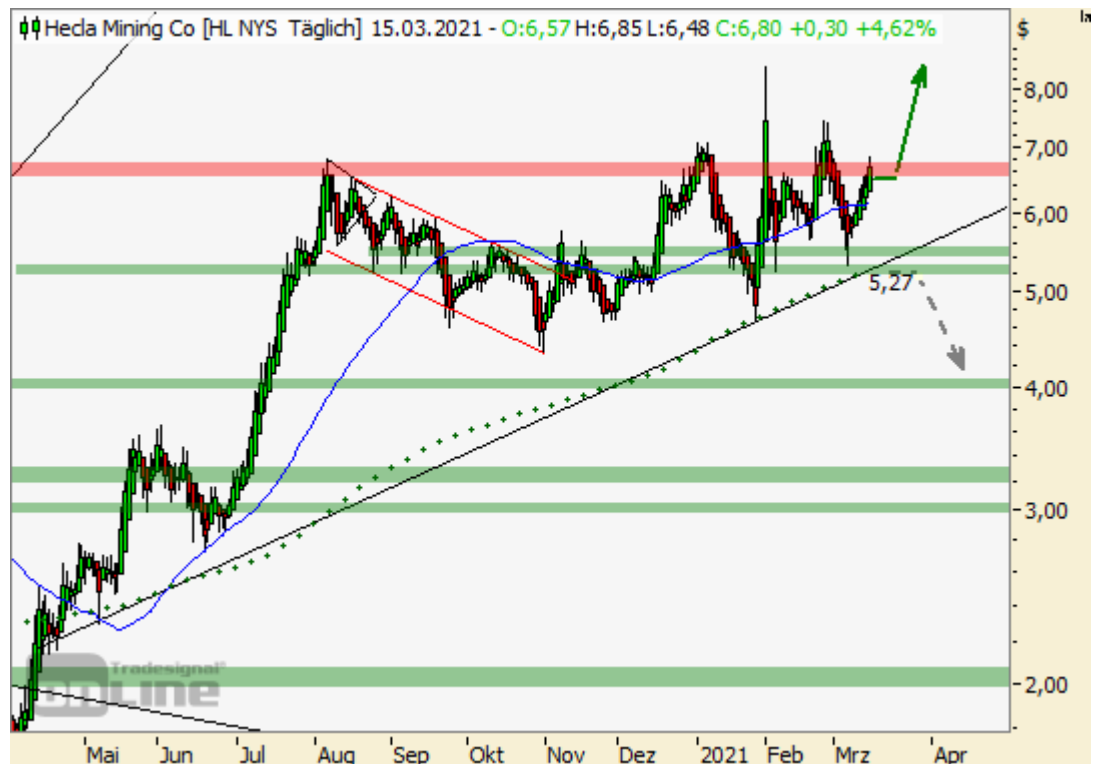 Hecla Mining Co [HL NYS Täglich] 15.03.2021 - O:6,57 H:6,85 L:6,48 C:6,80 +0,30 +4,62%
$
8,00
7,00
6,00
5,27
5,00
4,00
3,00
Tradesignal®
LINE
2,00
Mai Jun Jul Aug Sep Okt Nov Dez 2021 Feb Mrz Apr